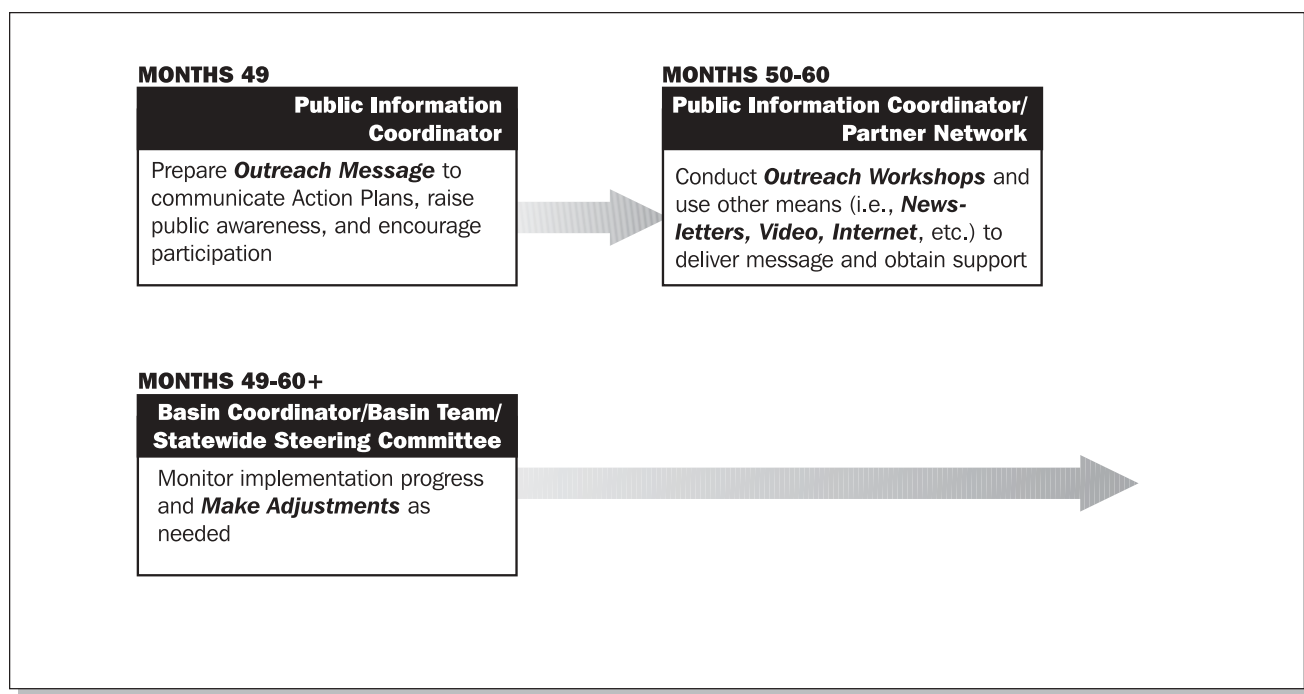 MONTHS 49
Public Information
Coordinator
Prepare Outreach Message to
communicate Action Plans, raise
public awareness, and encourage
participation
MONTHS 50-60
Public Information Coordinator/
Partner Network
Conduct Outreach Workshops and
use other means (i.e., News-
letters, Video, Internet, etc.) to
deliver message and obtain support
MONTHS 49-60+
Basin Coordinator/Basin Team/
Statewide Steering Committee
Monitor implementation progress
and Make Adjustments as
needed